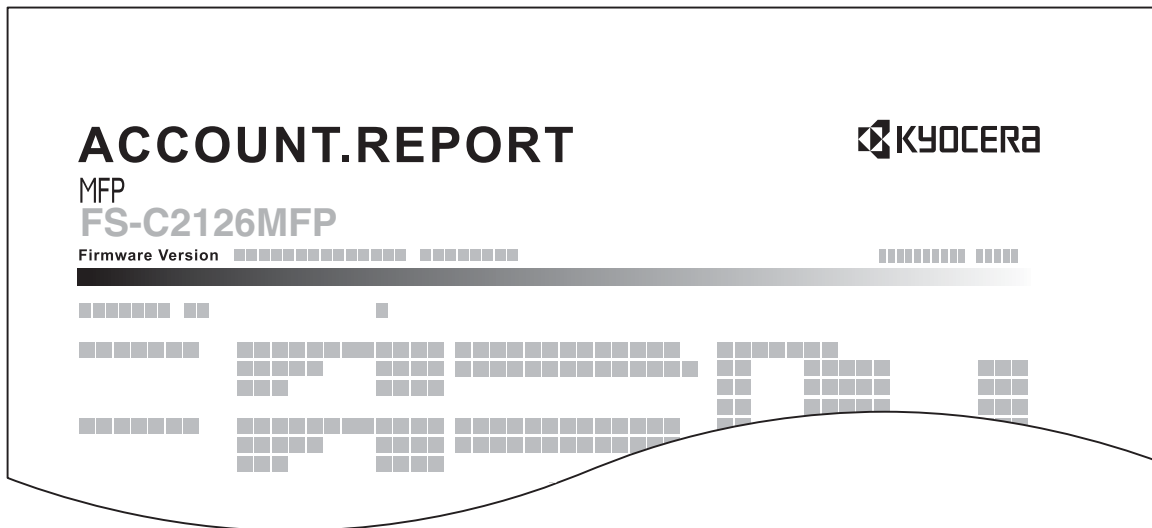 ACCOUNT.REPORT
KYOCERA
MFP
FS-C2126MFP
Firmware Version